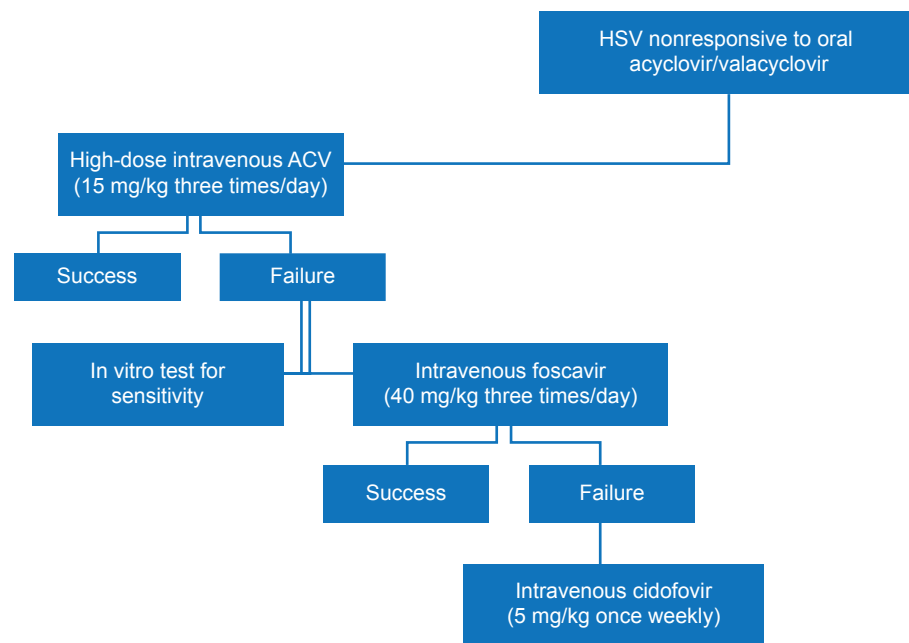 HSV nonresponsive to oral
acyclovir/valacyclovir
High-dose intravenous ACV
(15 mg/kg three times/day)
Success
Failure
In vitro test for
sensitivity
Intravenous foscavir
(40 mg/kg three times/day)
Success
Failure
Intravenous cidofovir
(5 mg/kg once weekly)